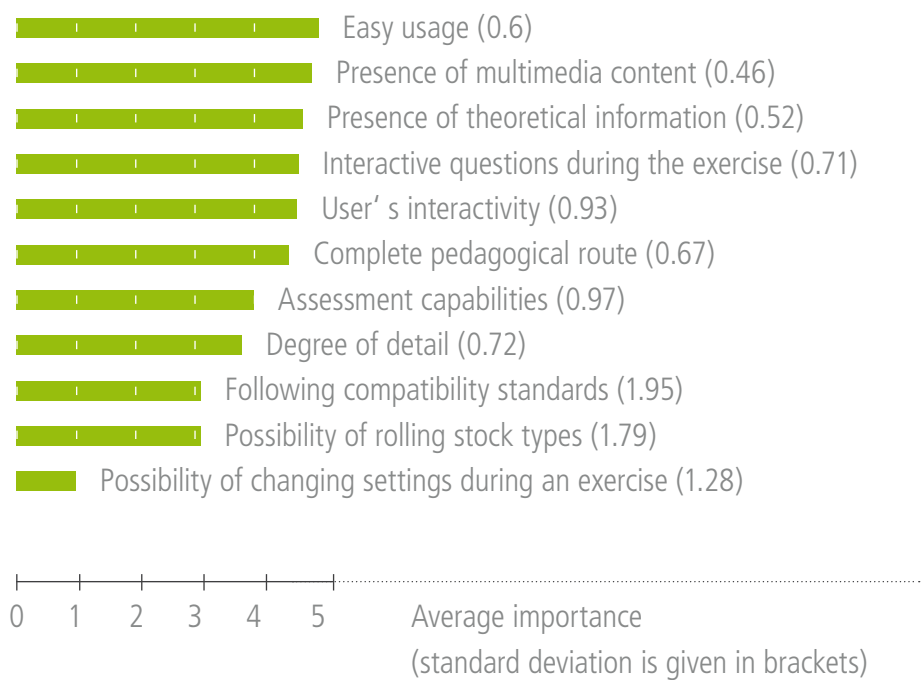 Easy usage (0.6)
Presence of multimedia content (0.46)
Presence of theoretical information (0.52)
Interactive questions during the exercise (0.71)
User’ s interactivity (0.93)
Complete pedagogical route (0.67)
Assessment capabilities (0.97)
Degree of detail (0.72)
Following compatibility standards (1.95)
Possibility of rolling stock types (1.79)
Possibility of changing settings during an exercise (1.28)
0 1 2 3 4 5 Average importance
(standard deviation is given in brackets)